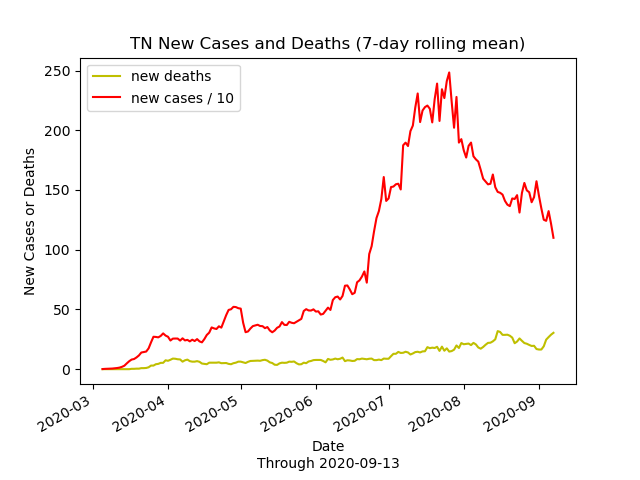 TN New Cases and Deaths (7-day rolling mean)
new deaths
new cases / 10
250
200
150
100
50
0
New Cases or Deaths
2020-03
2020-04
2020-05
2020-06
2020-07
2020-08
2020-09
Date
Through 2020-09-13